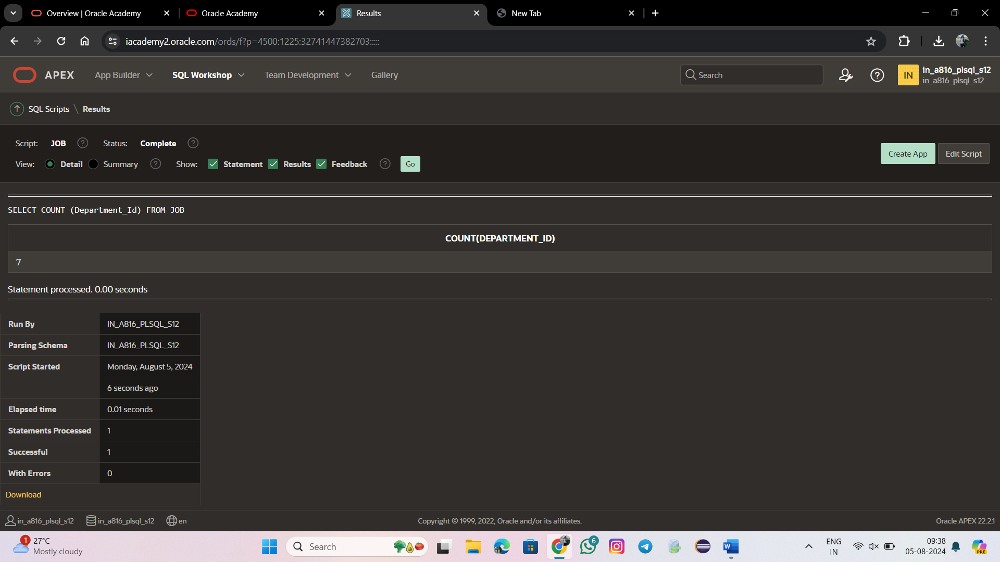 Overview | Oracle Academy
Oracle Academy
Results
New Tab
iacademy2.oracle.com/ords/f?p=4500:1225:32741447382703:::::
APEX
App Builder
SQL Workshop
Team Development
Gallery
Search
IN
in_a816_plsql_s12
in_a816_plsql_s12
SQL Scripts \ Results
Script: JOB
Status: Complete
View: Detail Summary
Show: Statement Results Feedback
Go
Create App
Edit Script
SELECT COUNT (Department_Id) FROM JOB
COUNT(DEPARTMENT_ID)
7
Statement processed. 0.00 seconds
Run By IN_A816_PLSQL_S12
Parsing Schema IN_A816_PLSQL_S12
Script Started Monday, August 5, 2024
6 seconds ago
Elapsed time 0.01 seconds
Statements Processed 1
Successful 1
With Errors 0
Download
in_a816_plsql_s12 in_a816_plsql_s12 en
Copyright © 1999, 2022, Oracle and/or its affiliates.
Oracle APEX 22.2.1
1
27°C
Mostly cloudy
Search
6
W
ENG
IN
09:38
05-08-2024
PRE